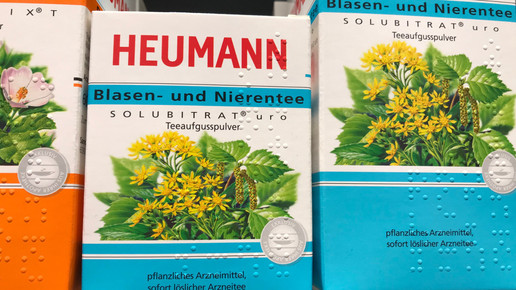 IX® T
HEUMANN
Blasen- und Nierentee
SOLUBITRAT® uro
Teeaufgusspulver
pflanzliches Arzneimittel,
sofort löslicher Arzneitee
Blasen- und Nierentee
SOLUBITRAT® uro
Teeaufgusspulver
pflanzliches Arzneimittel,
sofort löslicher Arzneitee